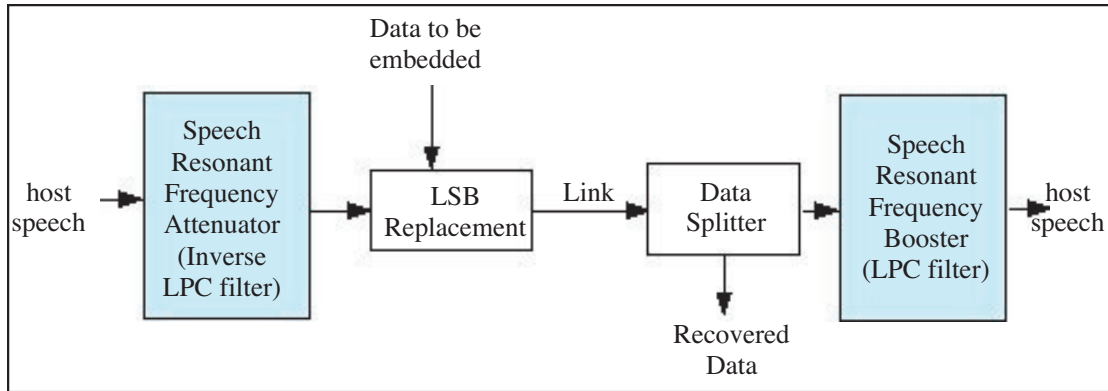 Data to be
embedded
host
speech
Speech
Resonant
Frequency
Attenuator
(Inverse
LPC filter)
LSB
Replacement
Link
Data
Splitter
Recovered
Data
Speech
Resonant
Frequency
Booster
(LPC filter)
host
speech